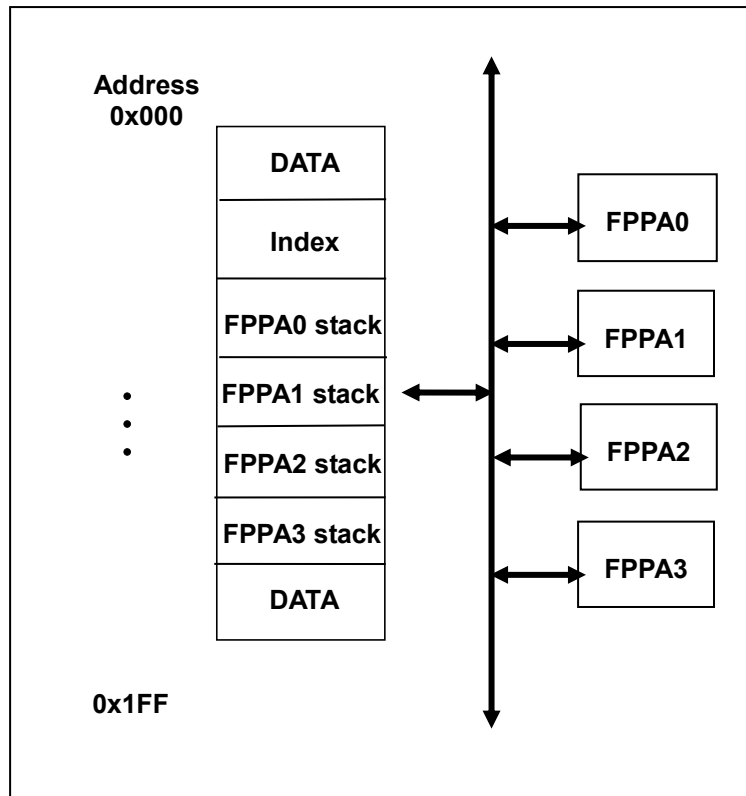 Address
0x000
DATA
Index
FPPA0 stack
FPPA1 stack
FPPA2 stack
FPPA3 stack
DATA
0x1FF
FPPA0
FPPA1
FPPA2
FPPA3